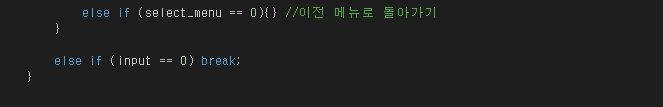 else if (select_menu == 0){} //이전 메뉴로 돌아가기
}
else if (input == 0) break;
}